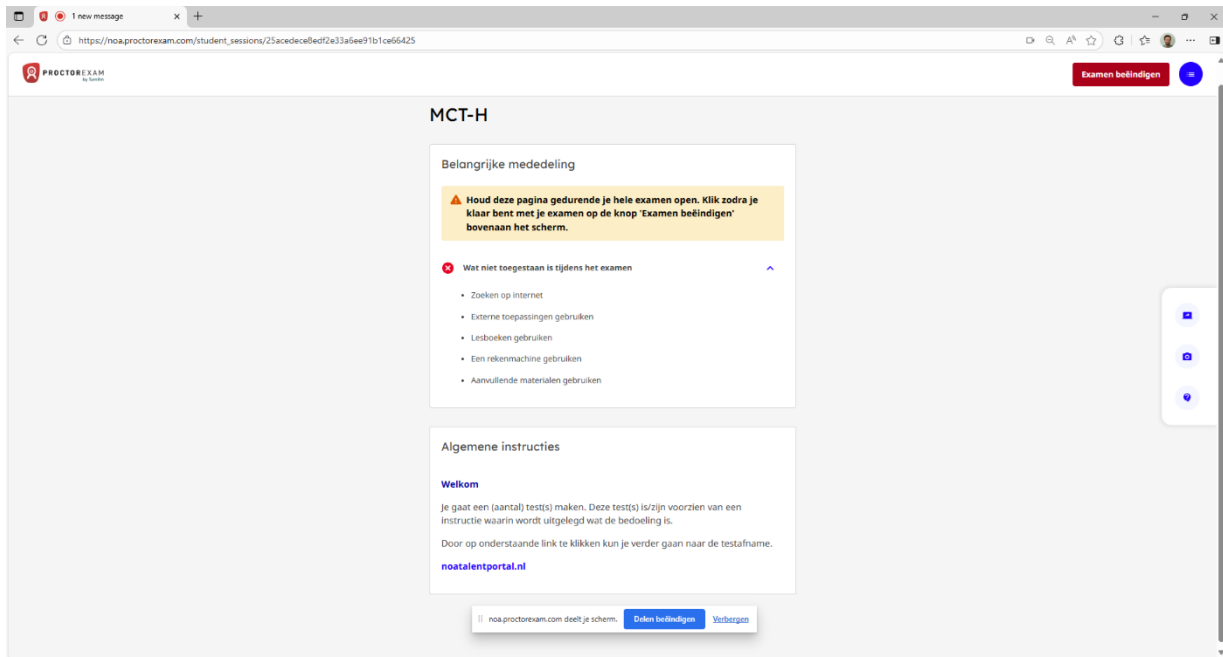 1 new message
https://noa.proctorexam.com/student_sessions/25acedece8edf2e33a6ee91b1ce66425
PROCTOREXAM
Examen beëindigen
MCT-H
Belangrijke mededeling
Houd deze pagina gedurende je hele examen open. Klik zodra je
klaar bent met je examen op de knop 'Examen beëindigen'
bovenaan het scherm.
Wat niet toegestaan is tijdens het examen
• Zoeken op internet
• Externe toepassingen gebruiken
• Lesboeken gebruiken
• Een rekenmachine gebruiken
• Aanvullende materialen gebruiken
Algemene instructies
Welkom
Je gaat een (aantal) test(s) maken. Deze test(s) is/zijn voorzien van een
instructie waarin wordt uitgelegd wat de bedoeling is.
Door op onderstaande link te klikken kun je verder gaan naar de testafname.
noatalentportal.nl
noa.proctorexam.com deelt je scherm. Delen beëindigen Verbergen